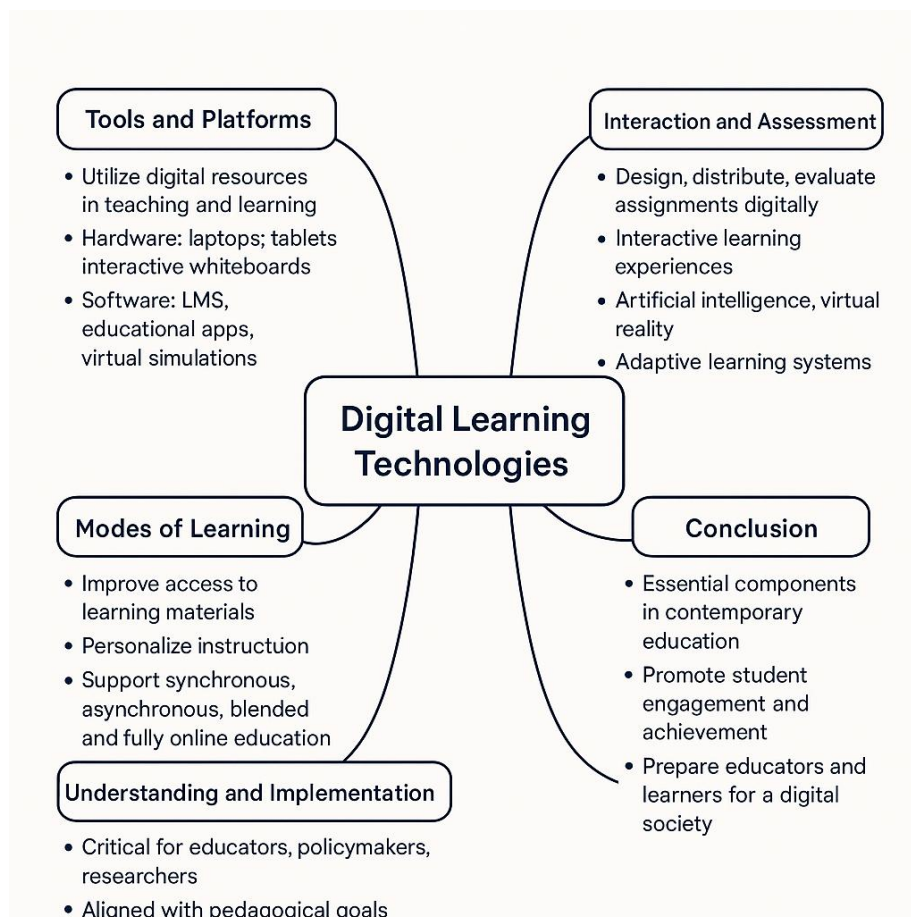 Tools and Platforms
• Utilize digital resources
in teaching and learning
• Hardware: laptops; tablets
interactive whiteboards
• Software: LMS,
educational apps,
virtual simulations
Interaction and Assessment
• Design, distribute, evaluate
assignments digitally
• Interactive learning
experiences
• Artificial intelligence, virtual
reality
• Adaptive learning systems
Digital Learning
Technologies
Modes of Learning
• Improve access to
learning materials
• Personalize instructuon
• Support synchronous,
asynchronous, blended
and fully online education
Conclusion
• Essential components
in contemporary
education
• Promote student
engagement and
achievement
• Prepare educators and
learners for a digital
society
Understanding and Implementation
• Critical for educators, policymakers,
researchers
• Aligned with pedagogical goals